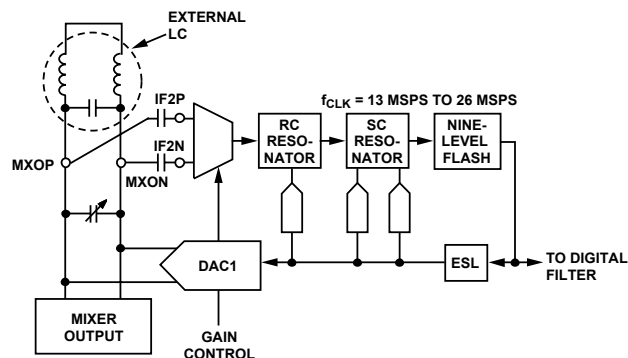 EXTERNAL
LC
IF2P
IF2N
MXOP
MXON
fCLK = 13 MSPS TO 26 MSPS
RC
RESO-
NATOR
SC
RESO-
NATOR
NINE-
LEVEL
FLASH
DAC1
ESL
TO DIGITAL
FILTER
MIXER
OUTPUT
GAIN
CONTROL